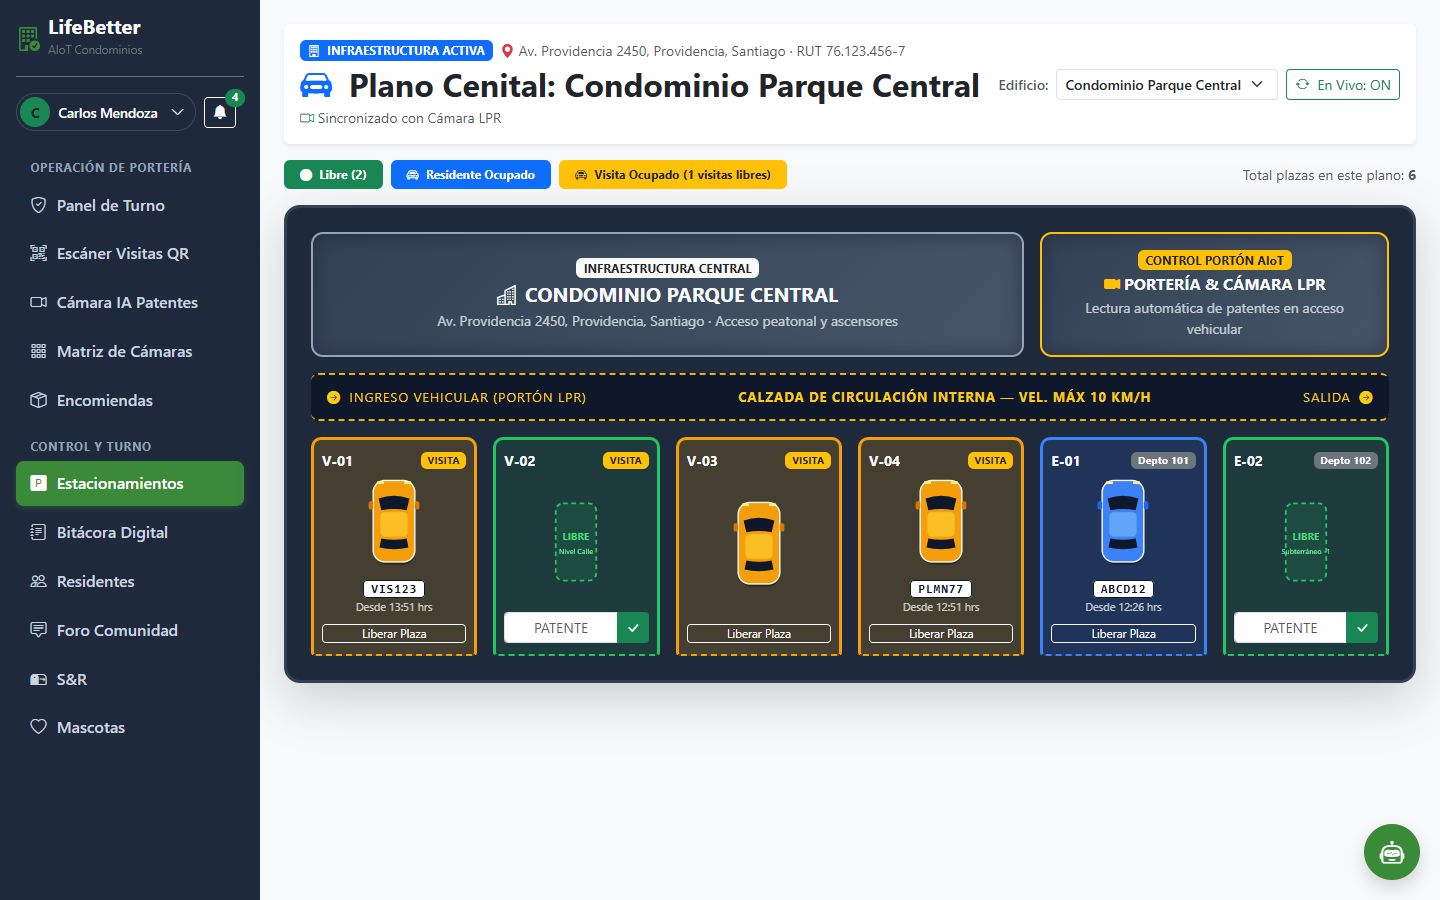 LifeBetter
AIoT Condominios
C Carlos Mendoza 4
OPERACIÓN DE PORTERÍA
Panel de Turno
Escáner Visitas QR
Cámara IA Patentes
Matriz de Cámaras
Encomiendas
CONTROL Y TURNO
P Estacionamientos
Bitácora Digital
Residentes
Foro Comunidad
S&R
Mascotas
INFRAESTRUCTURA ACTIVA Av. Providencia 2450, Providencia, Santiago · RUT 76.123.456-7
Plano Cenital: Condominio Parque Central
Edificio: Condominio Parque Central En Vivo: ON
Sincronizado con Cámara LPR
Libre (2) Residente Ocupado Visita Ocupado (1 visitas libres) Total plazas en este plano: 6
INFRAESTRUCTURA CENTRAL
CONDOMINIO PARQUE CENTRAL
Av. Providencia 2450, Providencia, Santiago · Acceso peatonal y ascensores
CONTROL PORTÓN AIoT
PORTERÍA & CÁMARA LPR
Lectura automática de patentes en acceso
vehicular
INGRESO VEHICULAR (PORTÓN LPR) CALZADA DE CIRCULACIÓN INTERNA — VEL. MÁX 10 KM/H SALIDA
V-01 VISITA
VIS123
Desde 13:51 hrs
Liberar Plaza
V-02 VISITA
LIBRE
Nivel Calle
PATENTE
V-03 VISITA
Liberar Plaza
V-04 VISITA
PLMN77
Desde 12:51 hrs
Liberar Plaza
E-01 Depto 101
ABCD12
Desde 12:26 hrs
Liberar Plaza
E-02 Depto 102
LIBRE
Subterráneo -1
PATENTE